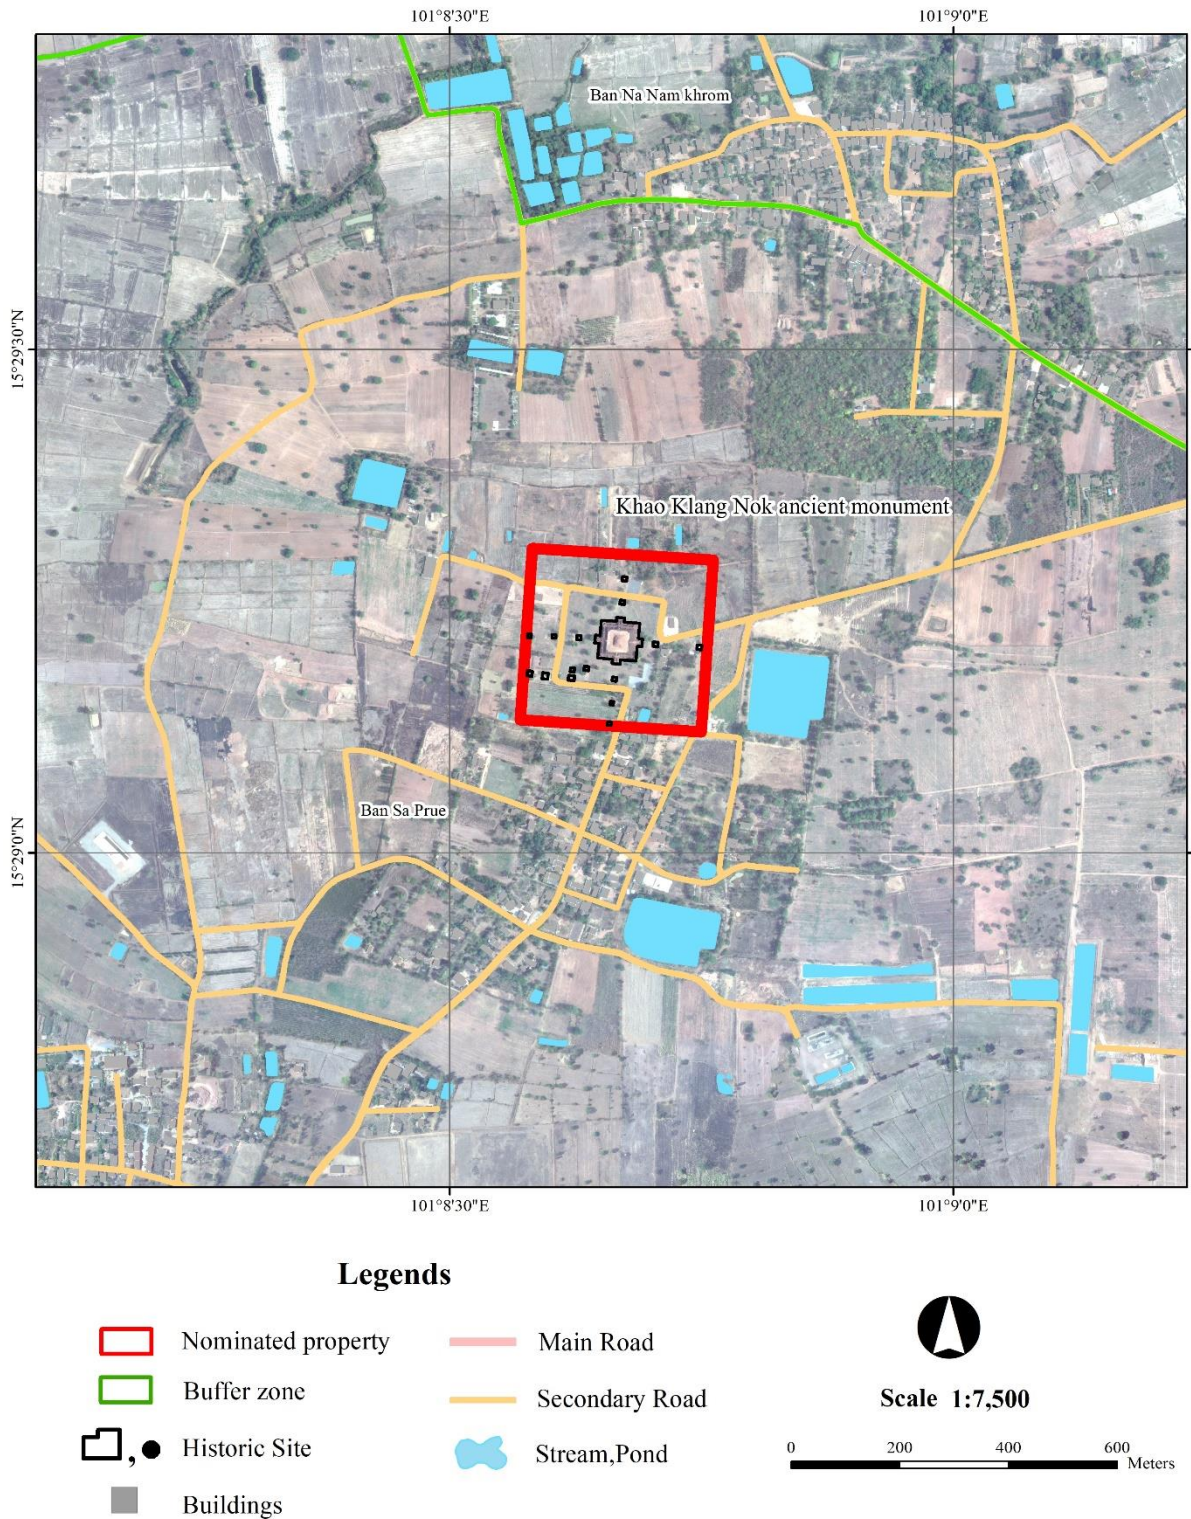 101°8'30"E
101°9'0"E
Ban Na Nam khrom
15°29'30"N
Khao Klang Nok ancient monument
Ban Sa Prue
15°29'0"N
101°8'30"E
101°9'0"E
Legends
Nominated property
Buffer zone
Historic Site
Buildings
Main Road
Secondary Road
Stream,Pond
Scale 1:7,500
0 200 400 600
Meters